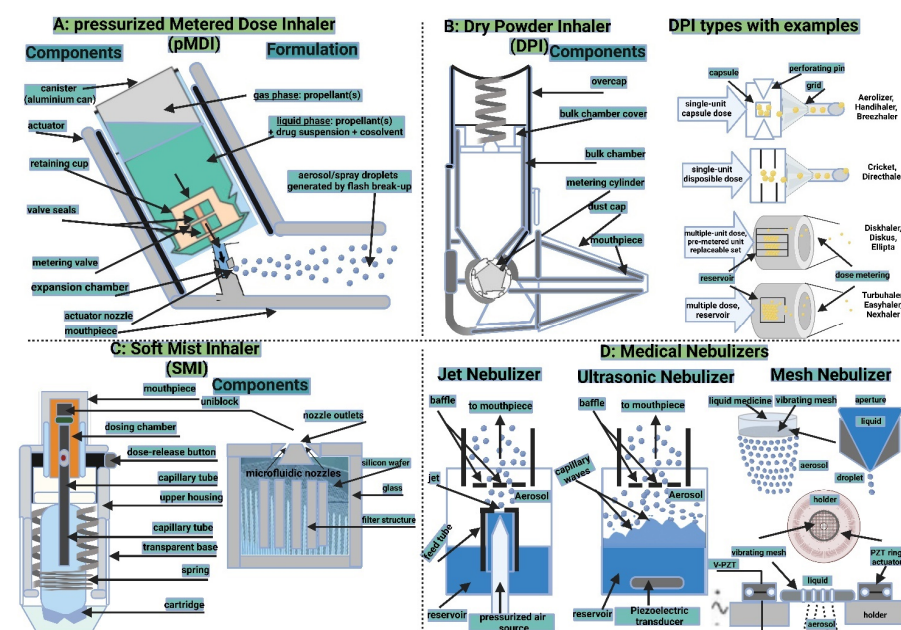 A: pressurized Metered Dose Inhaler
(pMDI)
Components
Formulation
canister
(aluminium can)
gas phase: propellant(s)
actuator
liquid phase: propellant(s)
+ drug suspension + cosolvent
retaining cup
aerosol/spray droplets
generated by flash break-up
valve seals
metering valve
expansion chamber
actuator nozzle
mouthpiece
B: Dry Powder Inhaler
(DPI)
Components
overcap
bulk chamber cover
bulk chamber
metering cylinder
dust cap
mouthpiece
DPI types with examples
capsule
perforating pin
grid
single-unit
capsule dose
Aerolizer,
Handihaler,
Breezhaler
single-unit
disposible dose
Cricket,
Directhaler
multiple-unit dose,
pre-metered unit
replaceable set
Diskhaler,
Diskus,
Ellipta
reservoir
dose metering
multiple dose,
reservoir
Turbuhaler,
Easyhaler,
Nexhaler
C: Soft Mist Inhaler
(SMI)
Components
mouthpiece
uniblock
nozzle outlets
dosing chamber
dose-release button
microfluidic nozzles
silicon wafer
capillary tube
glass
upper housing
filter structure
capillary tube
transparent base
spring
cartridge
D: Medical Nebulizers
Jet Nebulizer
baffle
to mouthpiece
Aerosol
jet
feed tube
reservoir
pressurized air
source
Ultrasonic Nebulizer
baffle
to mouthpiece
capillary
waves
Aerosol
reservoir
Piezoelectric
transducer
Mesh Nebulizer
liquid medicine
vibrating mesh
aperture
liquid
aerosol
droplet
holder
vibrating mesh
PZT ring
actuator
V-PZT
liquid
aerosol
holder